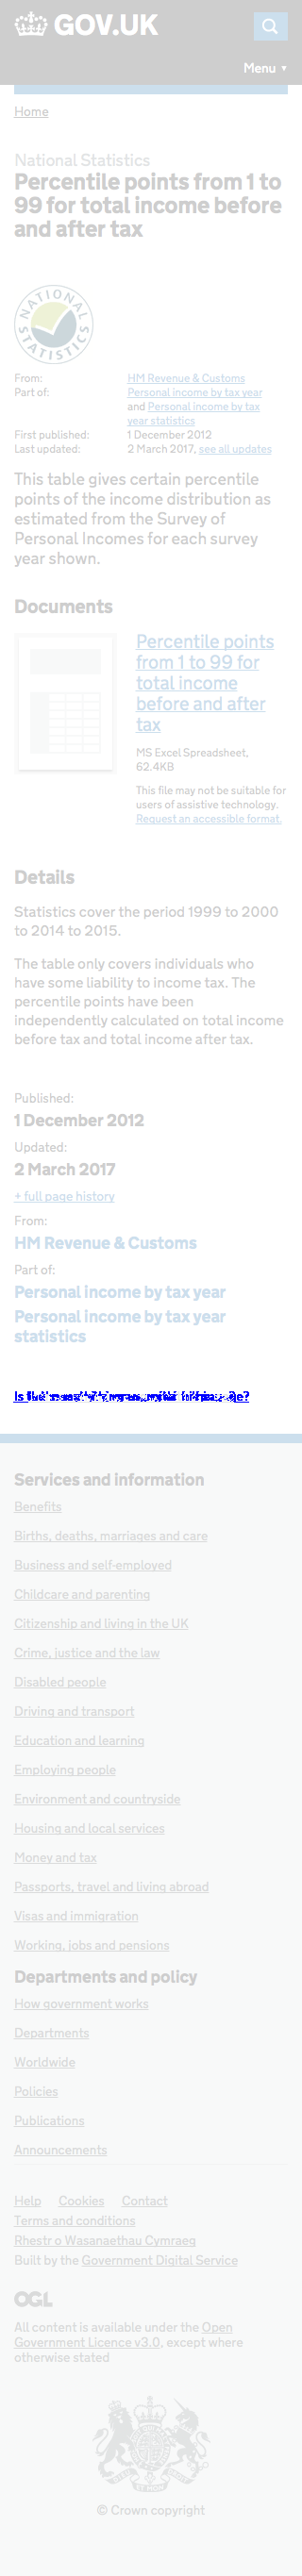 GOV.UK
Menu ▼
Home
National Statistics
Percentile points from 1 to
99 for total income before
and after tax
NATIONAL STATISTICS
From: HM Revenue & Customs
Part of: Personal income by tax year
and Personal income by tax
year statistics
First published: 1 December 2012
Last updated: 2 March 2017, see all updates
This table gives certain percentile
points of the income distribution as
estimated from the Survey of
Personal Incomes for each survey
year shown.
Documents
Percentile points
from 1 to 99 for
total income
before and after
tax
MS Excel Spreadsheet,
62.4KB
This file may not be suitable for
users of assistive technology.
Request an accessible format.
Details
Statistics cover the period 1999 to 2000
to 2014 to 2015.
The table only covers individuals who
have some liability to income tax. The
percentile points have been
independently calculated on total income
before tax and total income after tax.
Published:
1 December 2012
Updated:
2 March 2017
+ full page history
From:
HM Revenue & Customs
Part of:
Personal income by tax year
Personal income by tax year
statistics
Is
Services and information
Benefits
Births, deaths, marriages and care
Business and self-employed
Childcare and parenting
Citizenship and living in the UK
Crime, justice and the law
Disabled people
Driving and transport
Education and learning
Employing people
Environment and countryside
Housing and local services
Money and tax
Passports, travel and living abroad
Visas and immigration
Working, jobs and pensions
Departments and policy
How government works
Departments
Worldwide
Policies
Publications
Announcements
Help Cookies Contact
Terms and conditions
Rhestr o Wasanaethau Cymraeg
Built by the Government Digital Service
OGL
All content is available under the Open
Government Licence v3.0, except where
otherwise stated
© Crown copyright